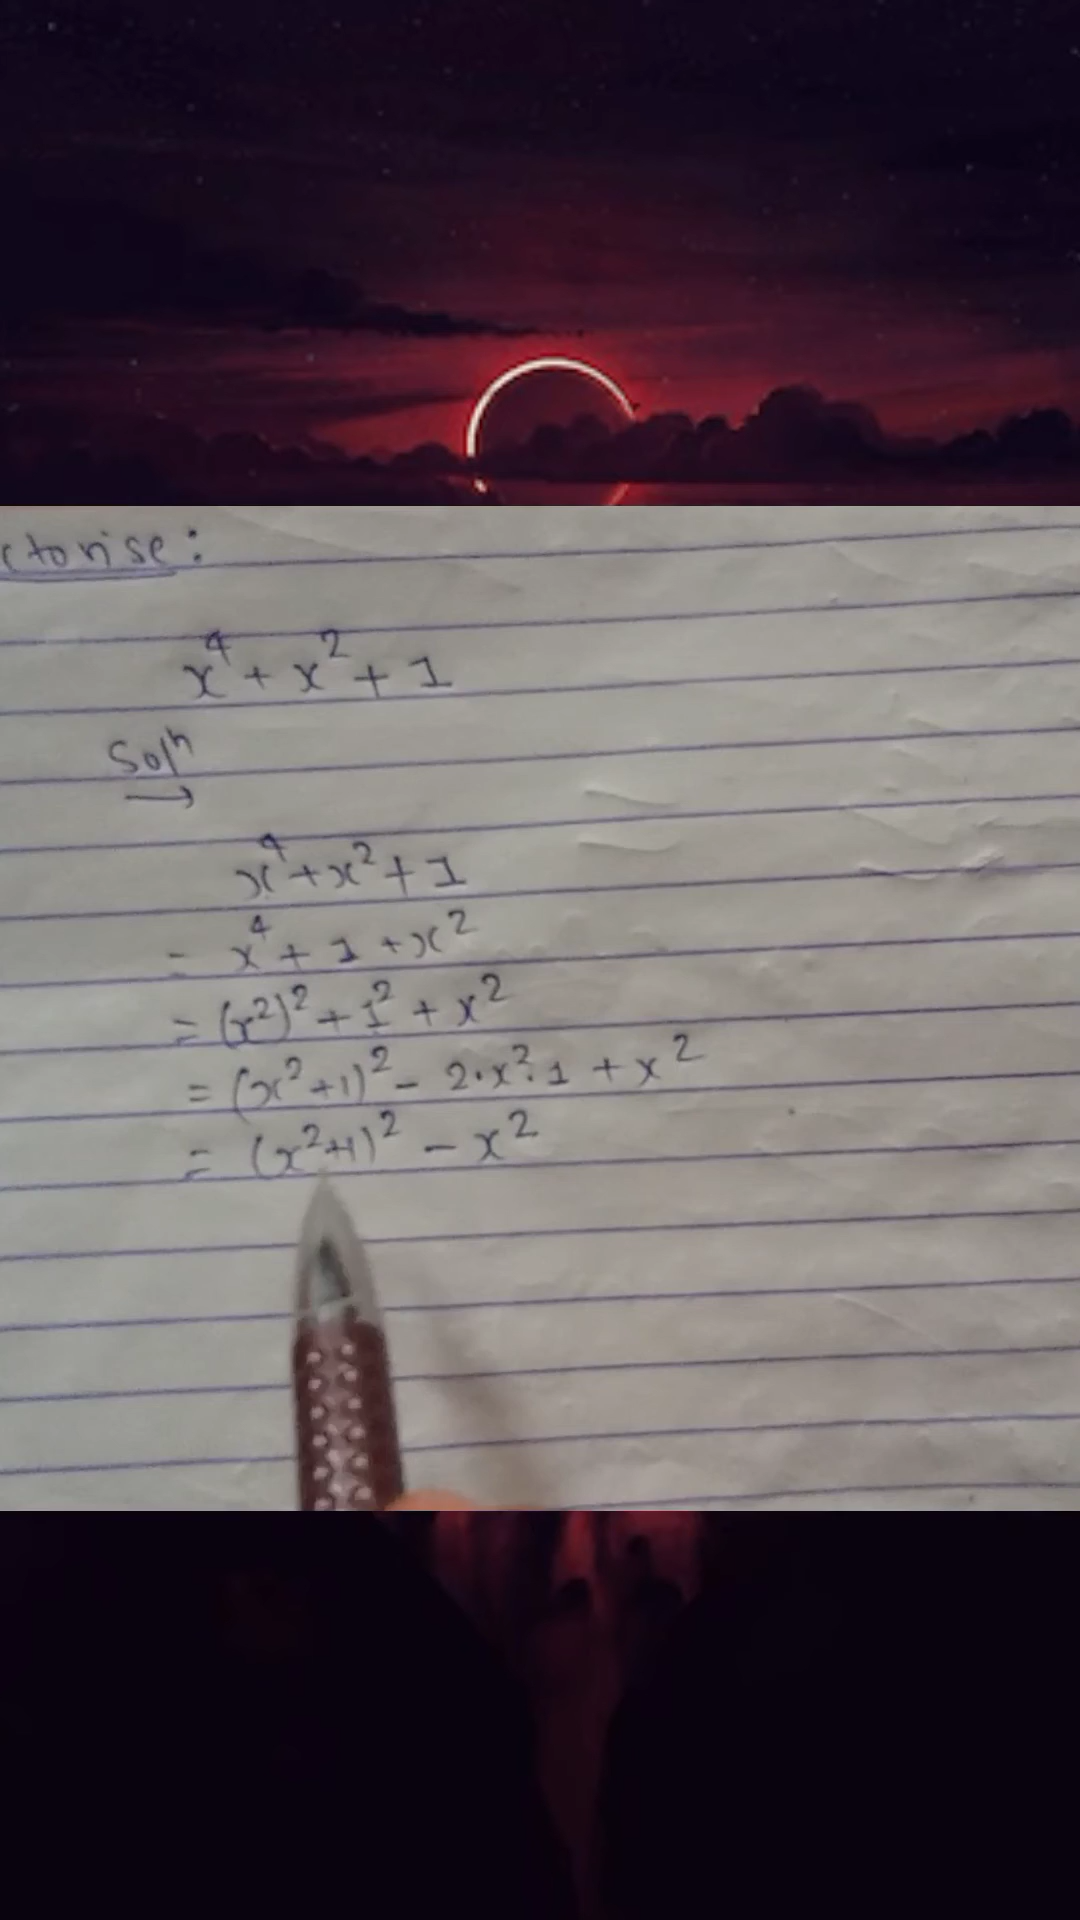 ctorise:
x⁴ + x² + 1
Solⁿ
→
x⁴ + x² + 1
= x⁴ + 1 + x²
= (x²)² + 1² + x²
= (x²+1)² - 2·x²·1 + x²
= (x²+1)² - x²